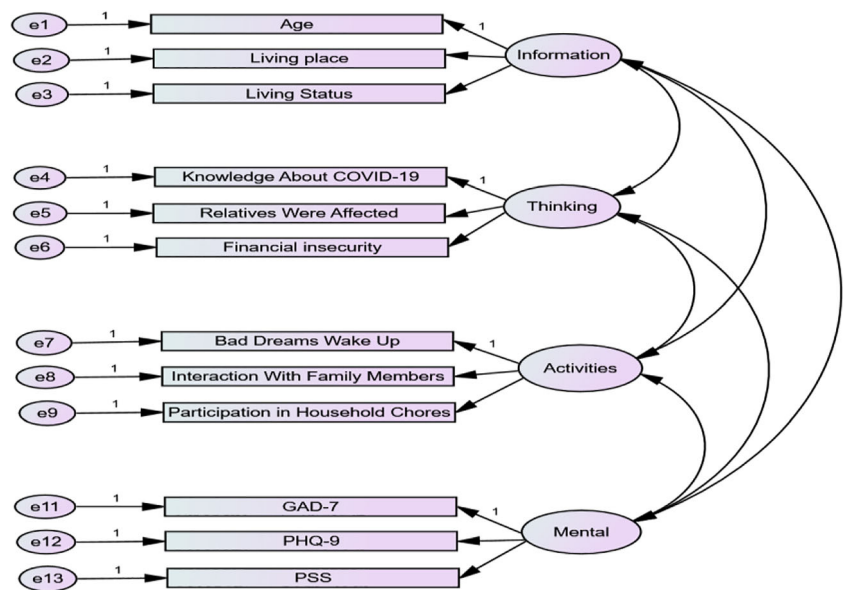 e1 1 Age 1
e2 1 Living place Information
e3 1 Living Status
e4 1 Knowledge About COVID-19 1
e5 1 Relatives Were Affected Thinking
e6 1 Financial insecurity
e7 1 Bad Dreams Wake Up 1
e8 1 Interaction With Family Members Activities
e9 1 Participation in Household Chores
e11 1 GAD-7 1
e12 1 PHQ-9 Mental
e13 1 PSS